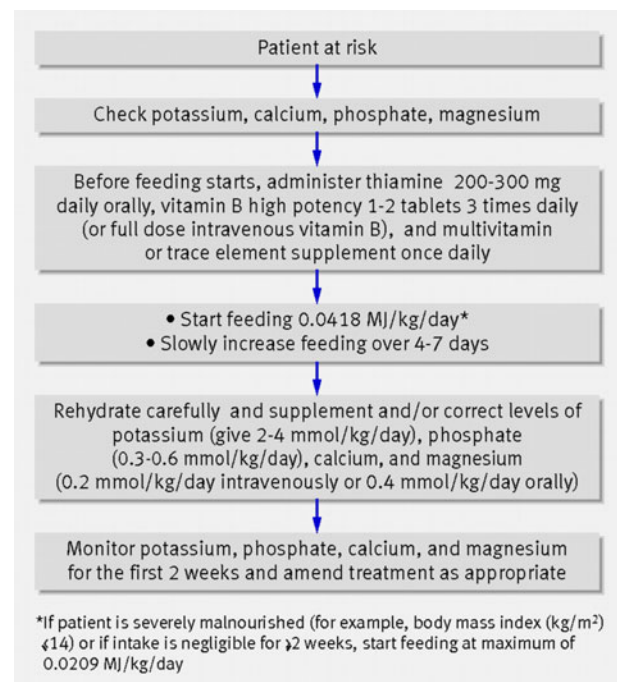 Patient at risk
Check potassium, calcium, phosphate, magnesium
Before feeding starts, administer thiamine 200-300 mg
daily orally, vitamin B high potency 1-2 tablets 3 times daily
(or full dose intravenous vitamin B), and multivitamin
or trace element supplement once daily
• Start feeding 0.0418 MJ/kg/day*
• Slowly increase feeding over 4-7 days
Rehydrate carefully and supplement and/or correct levels of
potassium (give 2-4 mmol/kg/day), phosphate
(0.3-0.6 mmol/kg/day), calcium, and magnesium
(0.2 mmol/kg/day intravenously or 0.4 mmol/kg/day orally)
Monitor potassium, phosphate, calcium, and magnesium
for the first 2 weeks and amend treatment as appropriate
*If patient is severely malnourished (for example, body mass index (kg/m²)
≮14) or if intake is negligible for ≯2 weeks, start feeding at maximum of
0.0209 MJ/kg/day